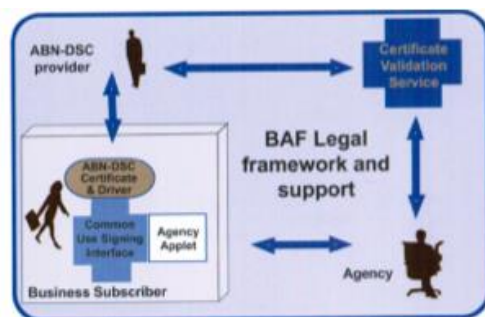 ABN-DSC
provider
Certificate
Validation
Service
BAF Legal
framework and
support
ABN-DSC
Certificate
& Driver
Common
Use Signing
Interface
Agency
Applet
Business Subscriber
Agency